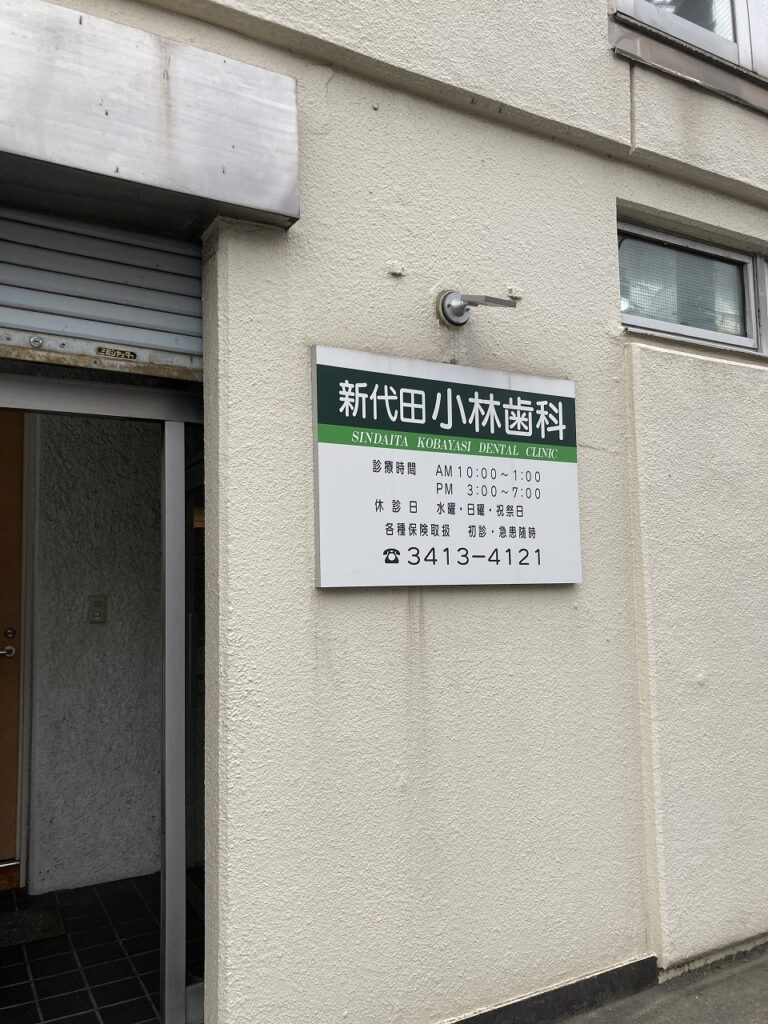 新代田 小林歯科
SINDAITA KOBAYASI DENTAL CLINIC
診療時間 AM 10:00～1:00
PM 3:00～7:00
休診日 水曜・日曜・祝祭日
各種保険取扱 初診・急患随時
☎3413-4121